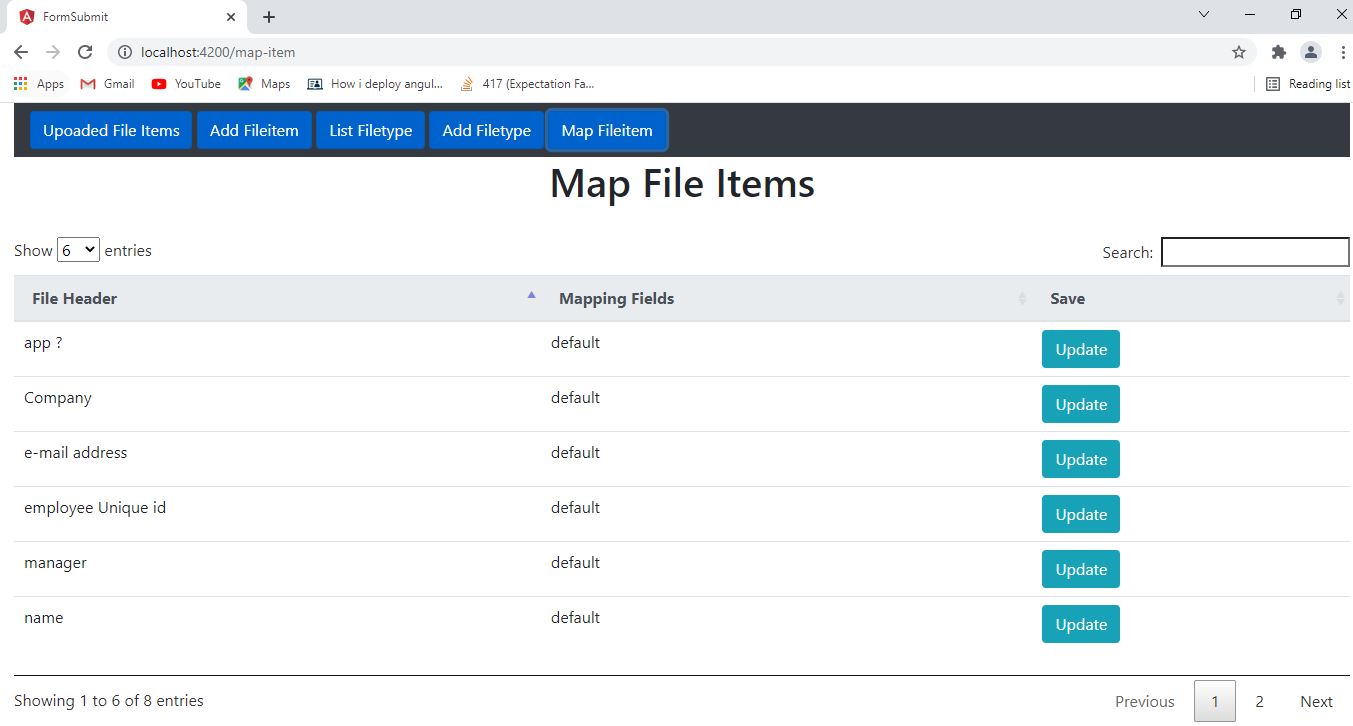 FormSubmit
localhost:4200/map-item
Apps Gmail YouTube Maps How i deploy angul... 417 (Expectation Fa... Reading list
Upoaded File Items Add Fileitem List Filetype Add Filetype Map Fileitem
Map File Items
Show 6 entries Search:
File Header Mapping Fields Save
app ? default Update
Company default Update
e-mail address default Update
employee Unique id default Update
manager default Update
name default Update
Showing 1 to 6 of 8 entries Previous 1 2 Next